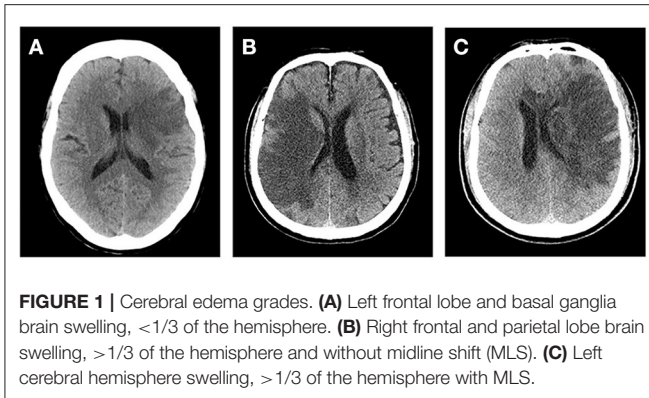 A
B
C
FIGURE 1 | Cerebral edema grades. (A) Left frontal lobe and basal ganglia
brain swelling, <1/3 of the hemisphere. (B) Right frontal and parietal lobe brain
swelling, >1/3 of the hemisphere and without midline shift (MLS). (C) Left
cerebral hemisphere swelling, >1/3 of the hemisphere with MLS.